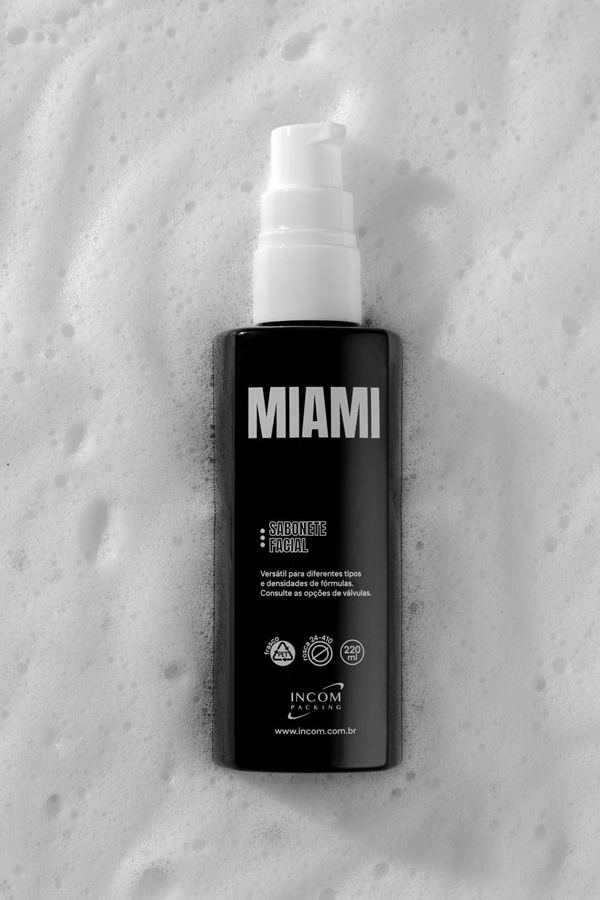 MIAMI
SABONETE
FACIAL
Versátil para diferentes tipos
e densidades de fórmulas.
Consulte as opções de válvulas.
frasco
PET
rosca 24-410
220
ml
INCOM
PACKING
www.incom.com.br